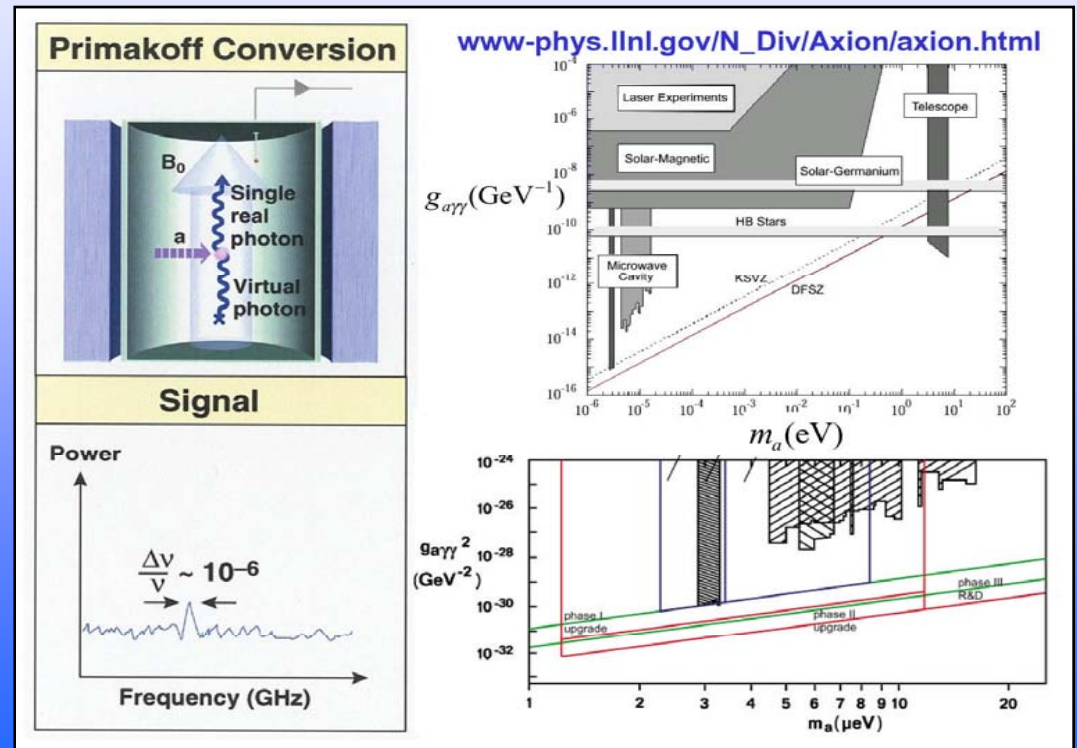 Primakoff Conversion
B₀
Single
real
photon
a
Virtual
photon
Signal
Power
Δν
ν
~ 10⁻⁶
Frequency (GHz)
www-phys.llnl.gov/N_Div/Axion/axion.html
g_aγγ(GeV⁻¹)
10⁻⁴
10⁻⁶
10⁻⁸
10⁻¹⁰
10⁻¹²
10⁻¹⁴
10⁻¹⁶
Laser Experiments
Telescope
Solar-Magnetic
Solar-Germanium
HB Stars
Microwave
Cavity
KSVZ
DFSZ
10⁻⁶ 10⁻⁵ 10⁻⁴ 10⁻³ 10⁻² 10⁻¹ 10⁰ 10¹ 10²
mₐ(eV)
10⁻²⁴
10⁻²⁶
g_aγγ²
10⁻²⁸
(GeV⁻²)
10⁻³⁰
10⁻³²
phase I
upgrade
phase II
upgrade
phase III
R&D
1 2 3 4 5 6 7 8 9 10 20
mₐ(μeV)